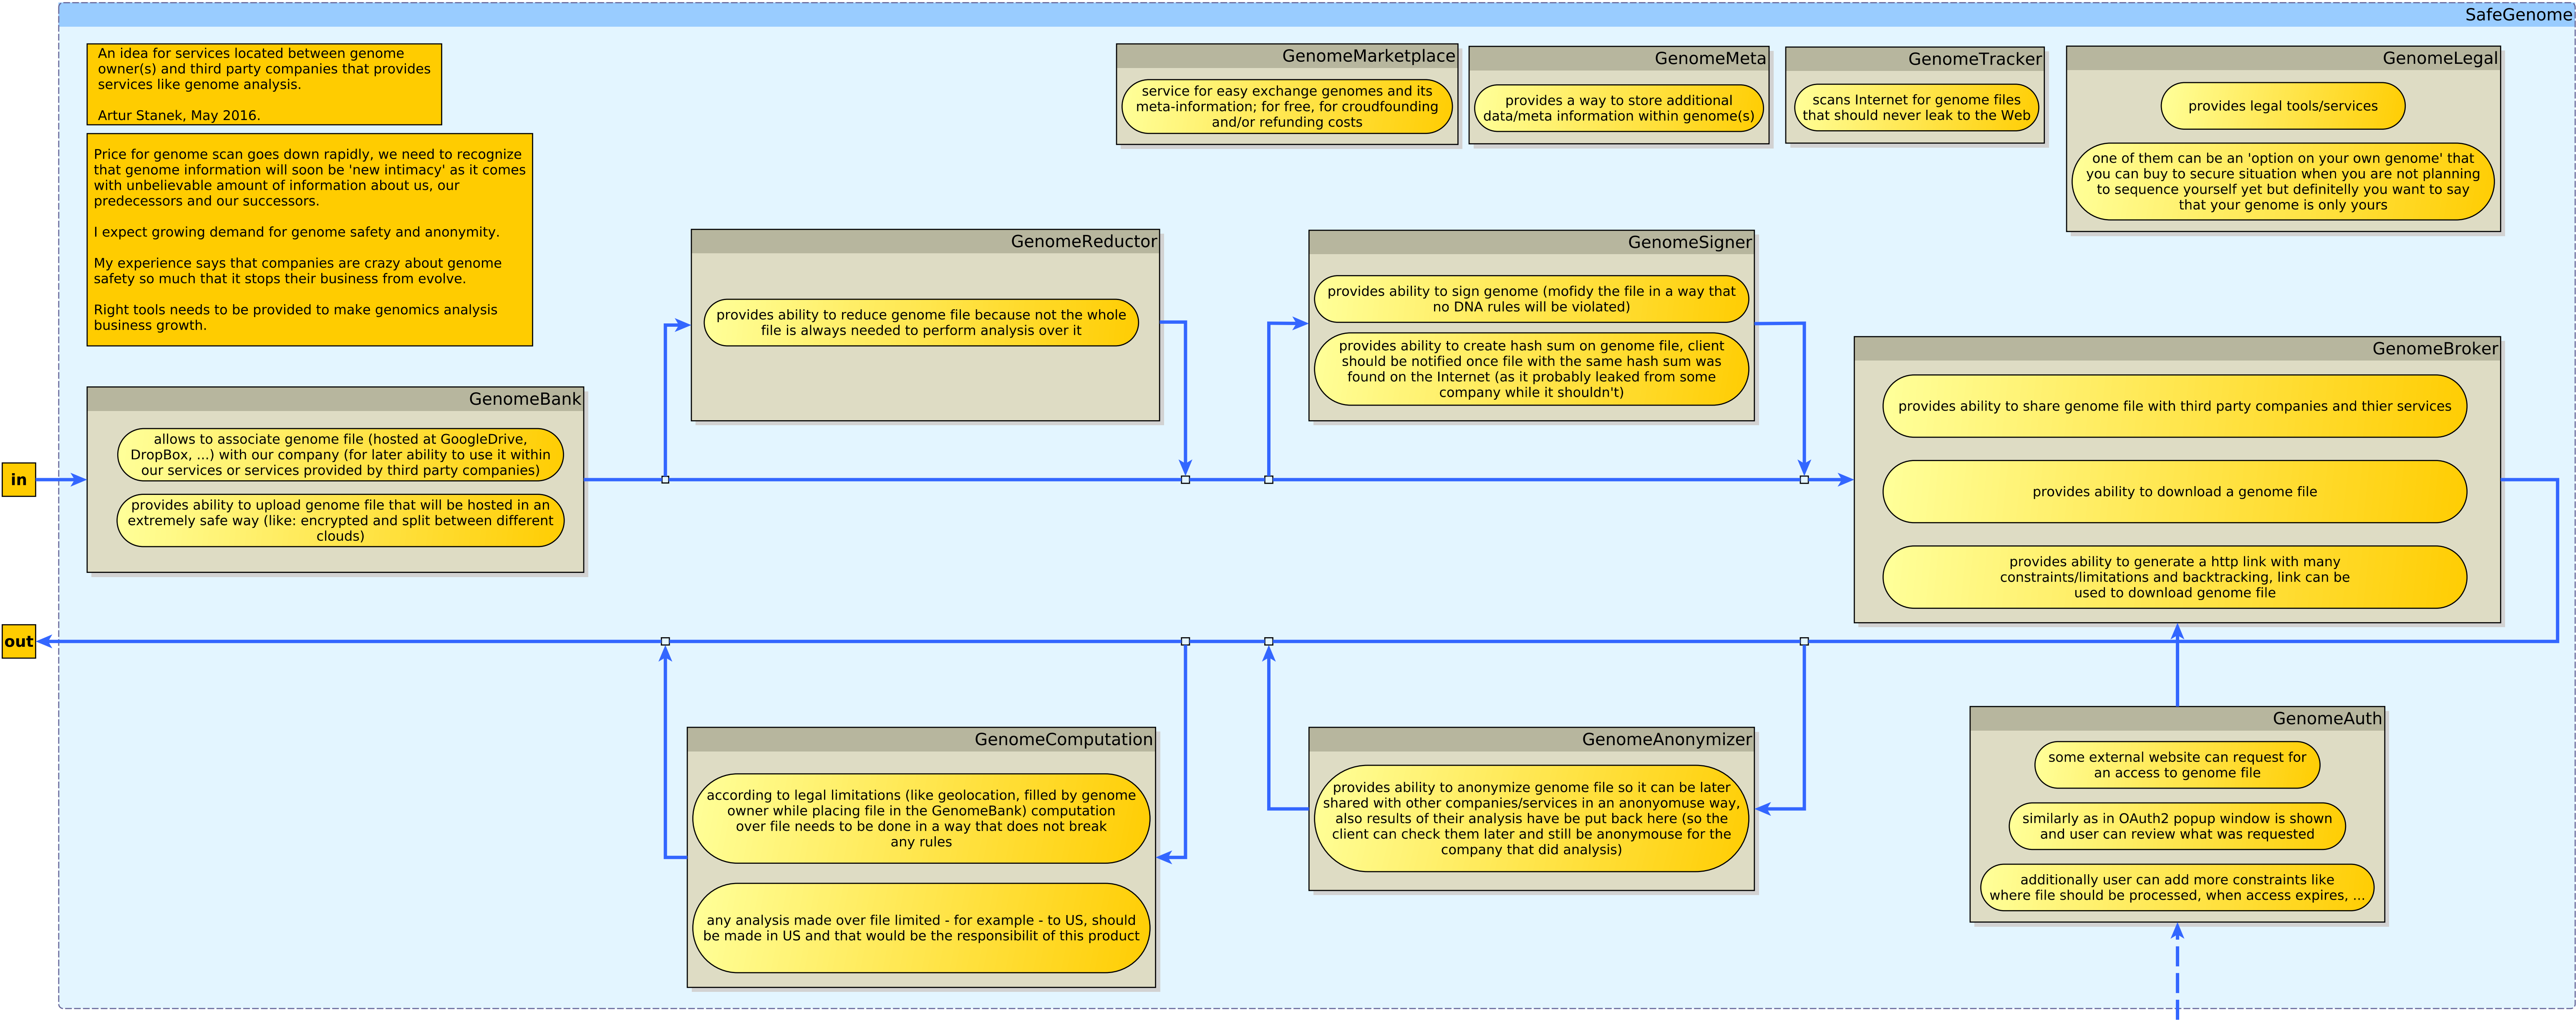 SafeGenome
An idea for services located between genome
owner(s) and third party companies that provides
services like genome analysis.
Artur Stanek, May 2016.
Price for genome scan goes down rapidly, we need to recognize
that genome information will soon be 'new intimacy' as it comes
with unbelievable amount of information about us, our
predecessors and our successors.
I expect growing demand for genome safety and anonymity.
My experience says that companies are crazy about genome
safety so much that it stops their business from evolve.
Right tools needs to be provided to make genomics analysis
business growth.
GenomeMarketplace
service for easy exchange genomes and its
meta-information; for free, for croudfounding
and/or refunding costs
GenomeMeta
provides a way to store additional
data/meta information within genome(s)
GenomeTracker
scans Internet for genome files
that should never leak to the Web
GenomeLegal
provides legal tools/services
one of them can be an 'option on your own genome' that
you can buy to secure situation when you are not planning
to sequence yourself yet but definitelly you want to say
that your genome is only yours
GenomeReductor
provides ability to reduce genome file because not the whole
file is always needed to perform analysis over it
GenomeSigner
provides ability to sign genome (mofidy the file in a way that
no DNA rules will be violated)
provides ability to create hash sum on genome file, client
should be notified once file with the same hash sum was
found on the Internet (as it probably leaked from some
company while it shouldn't)
GenomeBroker
provides ability to share genome file with third party companies and thier services
provides ability to download a genome file
provides ability to generate a http link with many
constraints/limitations and backtracking, link can be
used to download genome file
GenomeBank
allows to associate genome file (hosted at GoogleDrive,
DropBox, ...) with our company (for later ability to use it within
our services or services provided by third party companies)
provides ability to upload genome file that will be hosted in an
extremely safe way (like: encrypted and split between different
clouds)
in
out
GenomeComputation
according to legal limitations (like geolocation, filled by genome
owner while placing file in the GenomeBank) computation
over file needs to be done in a way that does not break
any rules
any analysis made over file limited - for example - to US, should
be made in US and that would be the responsibilit of this product
GenomeAnonymizer
provides ability to anonymize genome file so it can be later
shared with other companies/services in an anonyomuse way,
also results of their analysis have be put back here (so the
client can check them later and still be anonymouse for the
company that did analysis)
GenomeAuth
some external website can request for
an access to genome file
similarly as in OAuth2 popup window is shown
and user can review what was requested
additionally user can add more constraints like
where file should be processed, when access expires, ...